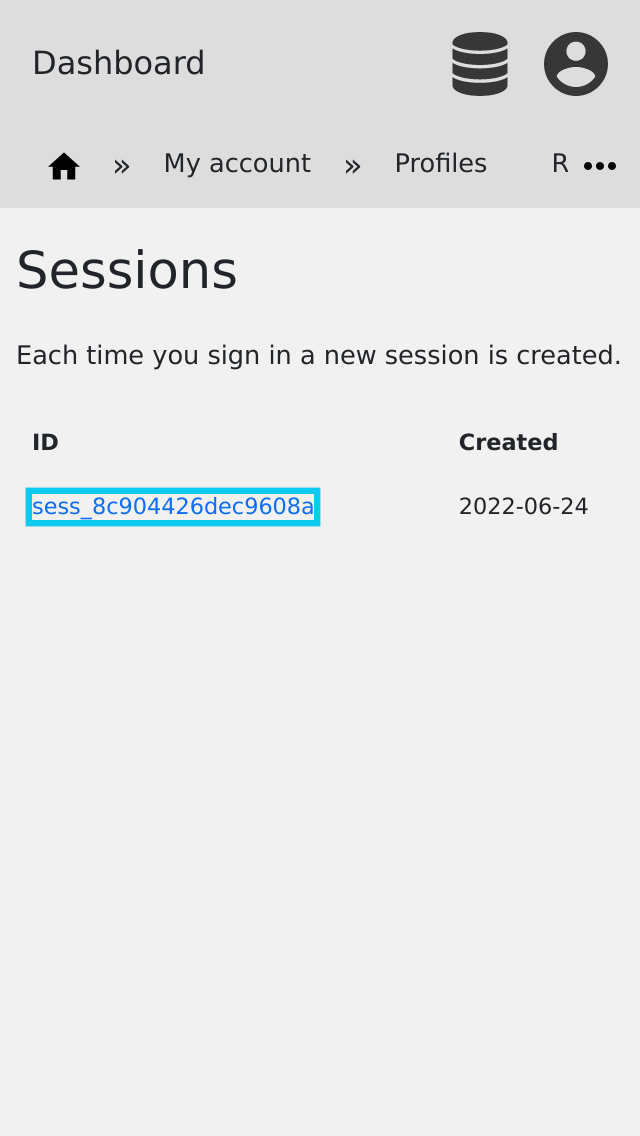 Dashboard
» My account » Profiles R
Sessions
Each time you sign in a new session is created.
ID Created
sess_8c904426dec9608a 2022-06-24